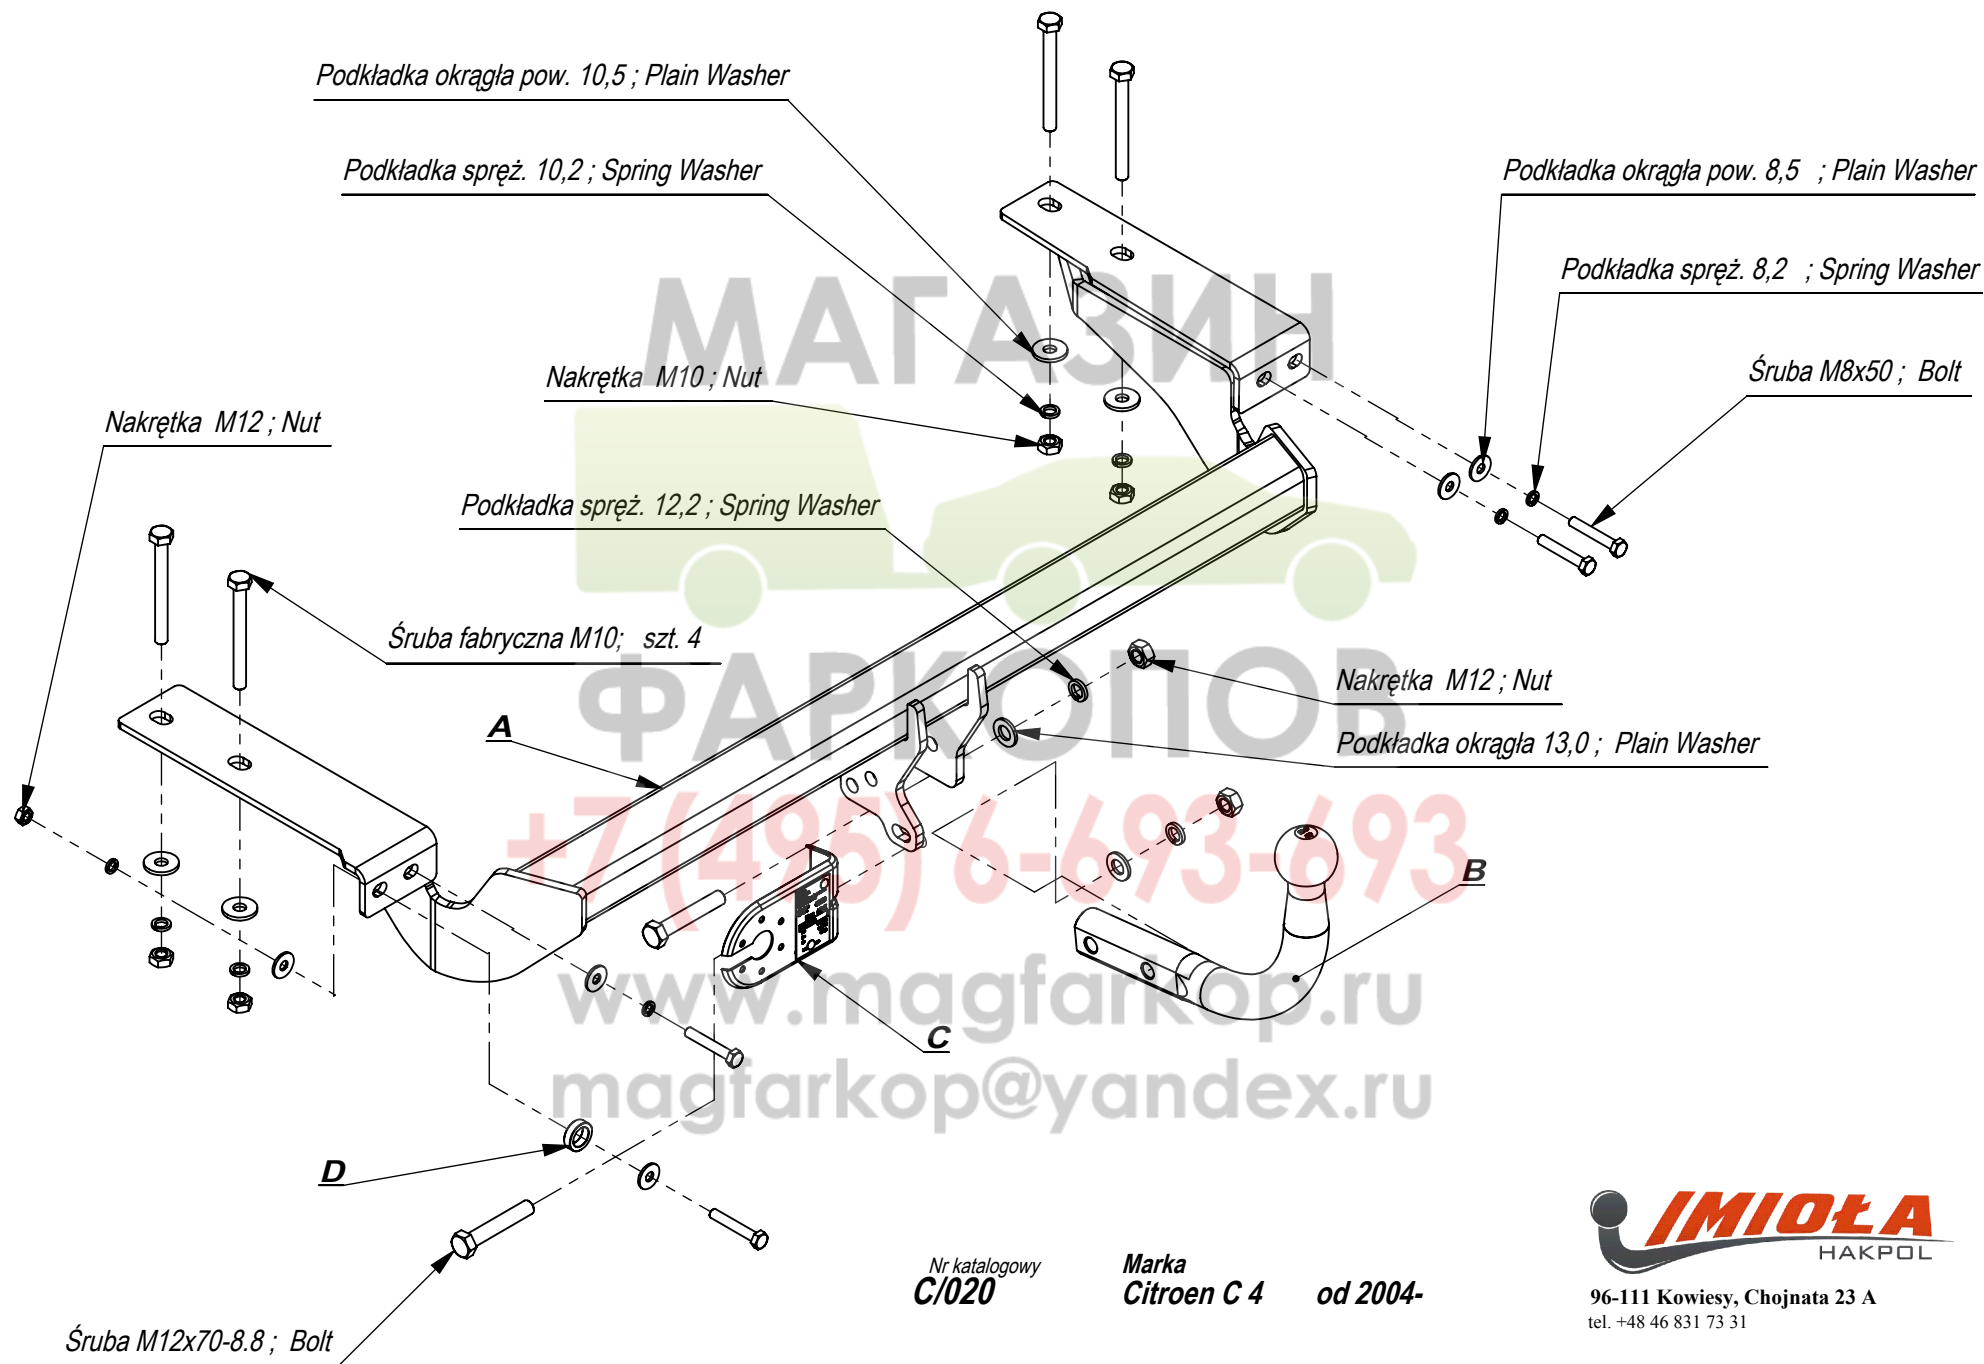 Podkładka okrągła pow. 10,5 ; Plain Washer
Podkładka spręż. 10,2 ; Spring Washer
Podkładka okrągła pow. 8,5 ; Plain Washer
Podkładka spręż. 8,2 ; Spring Washer
МАГАЗИН
Nakrętka M10 ; Nut
Śruba M8x50 ; Bolt
Nakrętka M12 ; Nut
Podkładka spręż. 12,2 ; Spring Washer
Śruba fabryczna M10; szt. 4
ФАРКОПОВ
Nakrętka M12 ; Nut
A
Podkładka okrągła 13,0 ; Plain Washer
+7(495) 6-693-693
B
www.magfarkop.ru
C
magfarkop@yandex.ru
D
IMIOŁA
HAKPOL
Nr katalogowy
C/020
Marka
Citroen C 4 od 2004-
96-111 Kowiesy, Chojnata 23 A
tel. +48 46 831 73 31
Śruba M12x70-8.8 ; Bolt